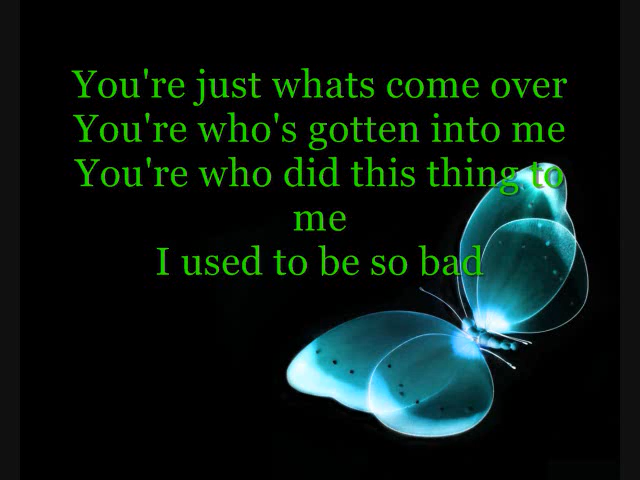 You're just whats come over
You're who's gotten into me
You're who did this thing to
me
I used to be so bad